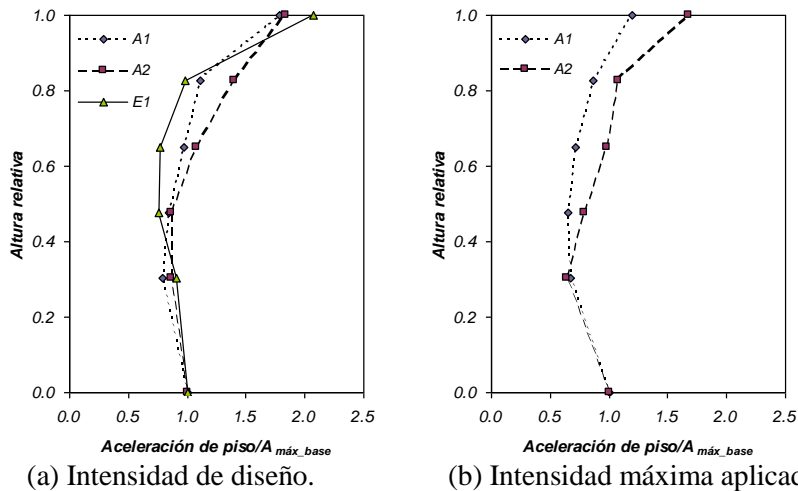 1.0
0.8
0.6
0.4
0.2
0.0
Altura relativa
A1
A2
E1
0.0 0.5 1.0 1.5 2.0 2.5
Aceleración de piso/A máx_base
(a) Intensidad de diseño.
1.0
0.8
0.6
0.4
0.2
0.0
Altura relativa
A1
A2
0.0 0.5 1.0 1.5 2.0 2.5
Aceleración de piso/A máx_base
(b) Intensidad máxima aplicad